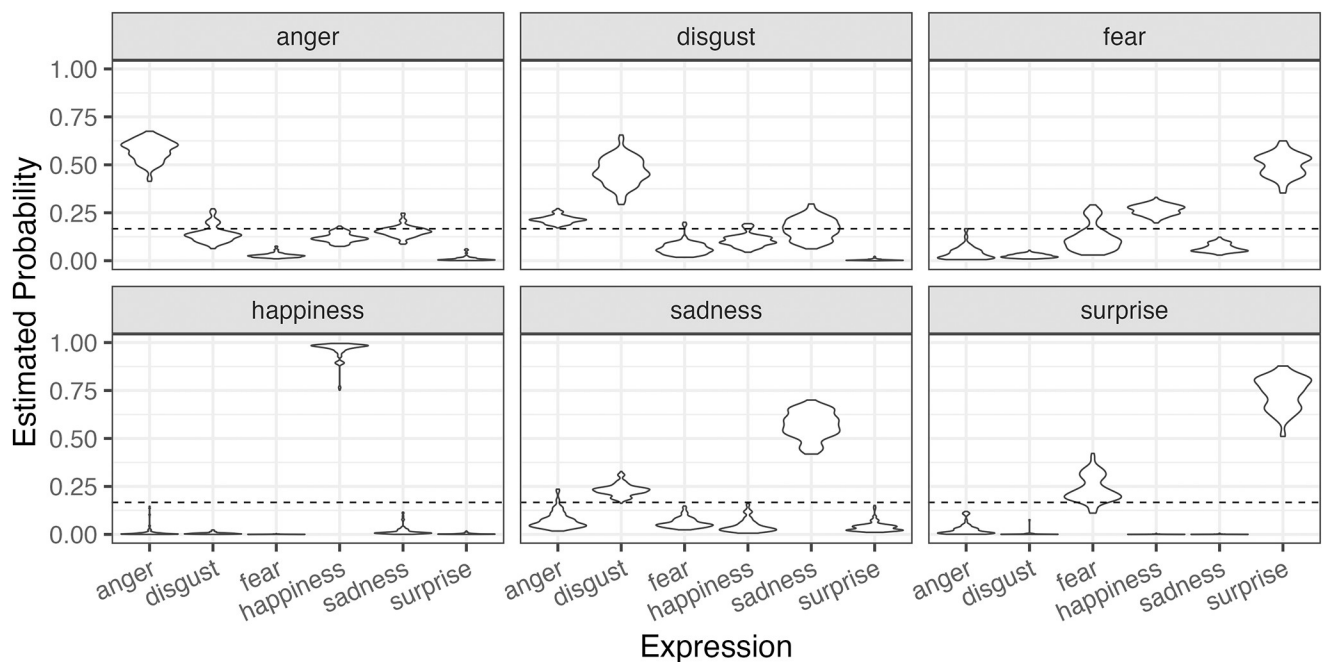 anger disgust fear
1.00
0.75
0.50
0.25
0.00
happiness sadness surprise
1.00
0.75
0.50
0.25
0.00
Estimated Probability
anger disgust fear happiness sadness surprise anger disgust fear happiness sadness surprise anger disgust fear happiness sadness surprise
Expression